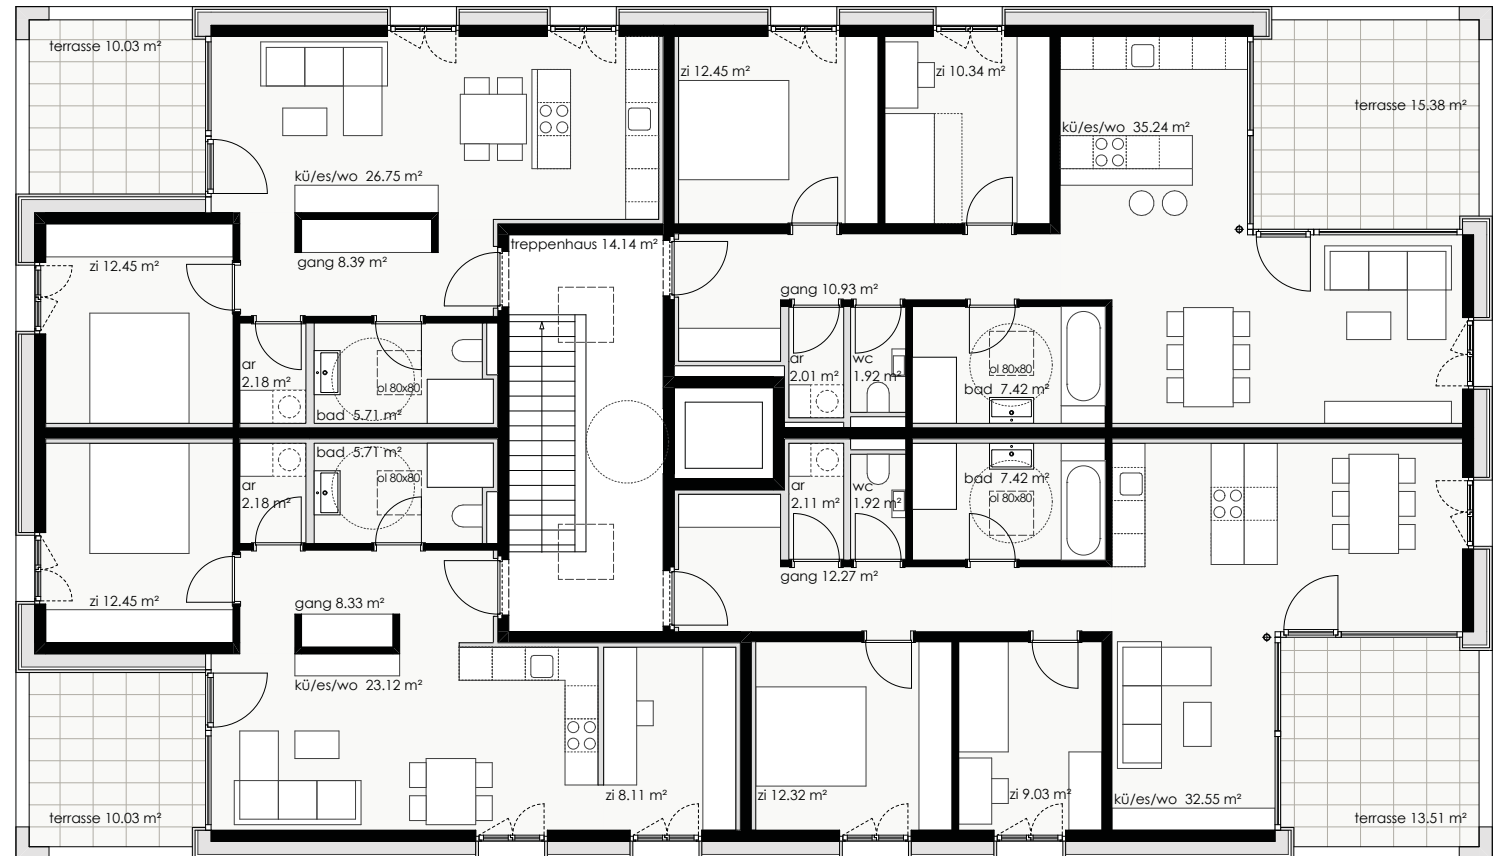 terrasse 10.03 m²
zi 12.45 m²
zi 10.34 m²
terrasse 15.38 m²
kü/es/wo 35.24 m²
kü/es/wo 26.75 m²
treppenhaus 14.14 m²
gang 8.39 m²
zi 12.45 m²
gang 10.93 m²
ar
2.18 m²
ol 80x80
bad 5.71 m²
ar
2.01 m²
wc
1.92 m²
ol 80x80
bad 7.42 m²
bad 5.71 m²
ol 80x80
ar
2.18 m²
ar
2.11 m²
wc
1.92 m²
bad 7.42 m²
ol 80x80
gang 12.27 m²
zi 12.45 m²
gang 8.33 m²
kü/es/wo 23.12 m²
zi 8.11 m²
zi 12.32 m²
zi 9.03 m²
kü/es/wo 32.55 m²
terrasse 10.03 m²
terrasse 13.51 m²